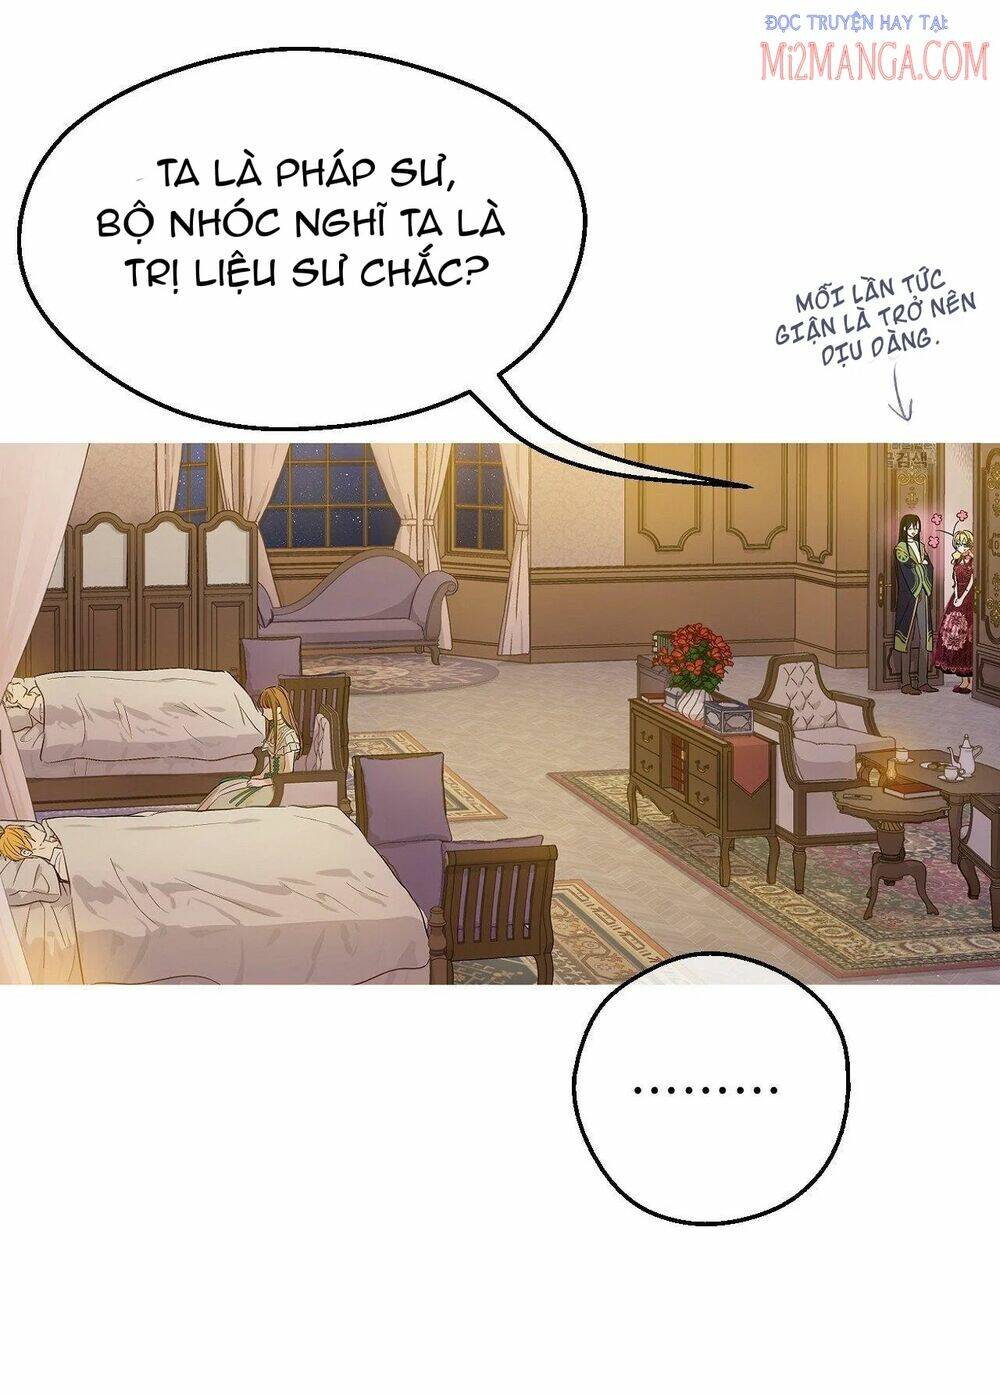 ĐỌC TRUYỆN HAY TẠI:
MI2MANGA.COM
TA LÀ PHÁP SƯ,
BỘ NHÓC NGHĨ TA LÀ
TRỊ LIỆU SƯ CHẮC?
MỖI LẦN TỨC
GIẬN LÀ TRỞ NÊN
DỊU DÀNG.
.........